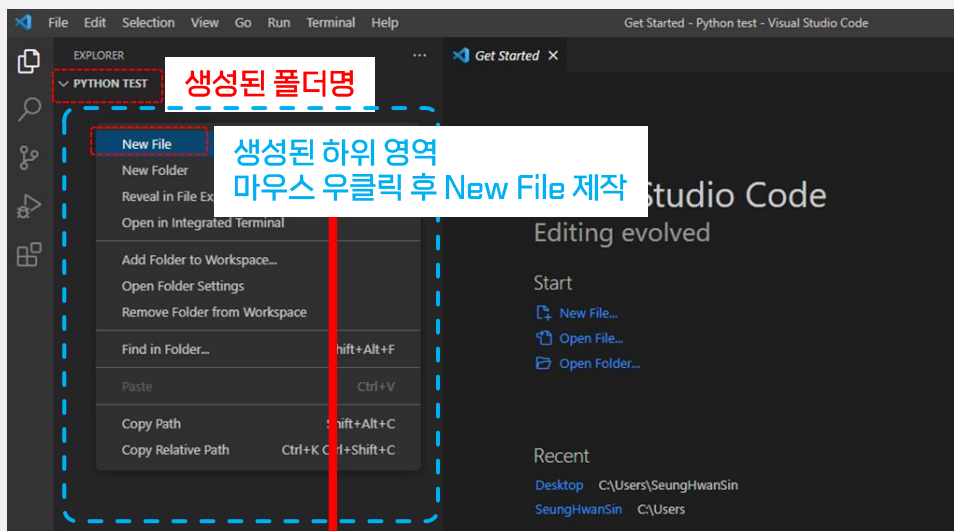 File Edit Selection View Go Run Terminal Help
Get Started - Python test - Visual Studio Code
EXPLORER
Get Started
PYTHON TEST
생성된 폴더명
New File
생성된 하위 영역
마우스 우클릭 후 New File 제작
New Folder
Reveal in File Ex
Open in Integrated Terminal
Add Folder to Workspace...
Open Folder Settings
Remove Folder from Workspace
Find in Folder... hift+Alt+F
Paste Ctrl+V
Copy Path hift+Alt+C
Copy Relative Path Ctrl+K C l+Shift+C
Studio Code
Editing evolved
Start
New File...
Open File...
Open Folder...
Recent
Desktop C:\Users\SeungHwanSin
SeungHwanSin C:\Users